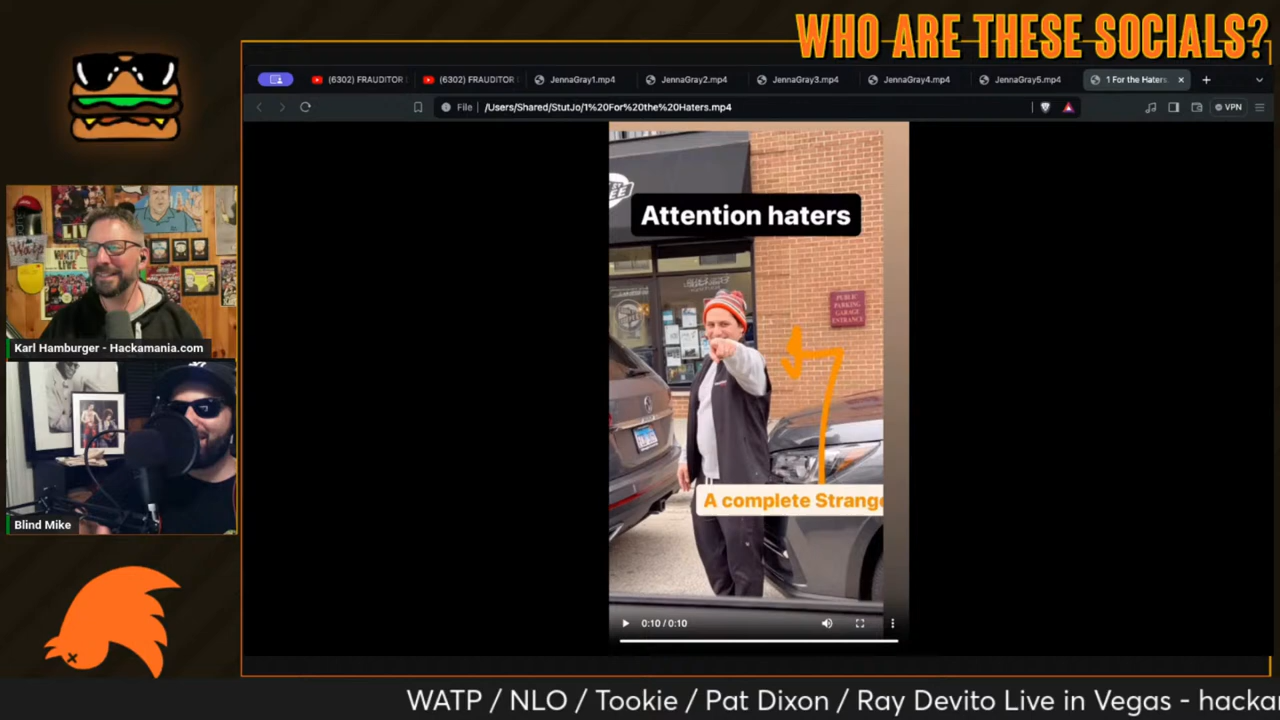 WHO ARE THESE SOCIALS?
(6302) FRAUDITOR
(6302) FRAUDITOR
JennaGray1.mp4
JennaGray2.mp4
JennaGray3.mp4
JennaGray4.mp4
JennaGray5.mp4
1 For the Haters.
File
/Users/Shared/StutJo/1%20For%20the%20Haters.mp4
VPN
Attention haters
PUBLIC
PARKING
GARAGE
ENTRANCE
WATP
LIVE
Karl Hamburger - Hackamania.com
A complete Strange
Blind Mike
0:10 / 0:10
WATP / NLO / Tookie / Pat Dixon / Ray Devito Live in Vegas - hacka